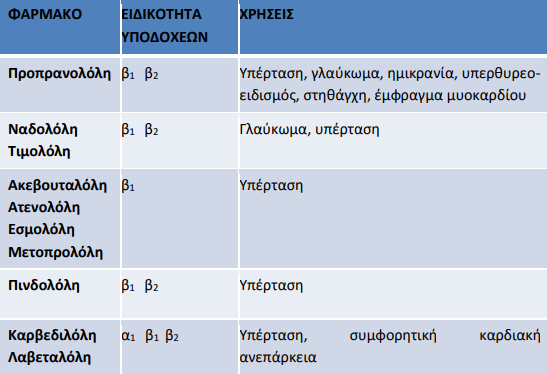 ΦΑΡΜΑΚΟ ΕΙΔΙΚΟΤΗΤΑ ΥΠΟΔΟΧΕΩΝ ΧΡΗΣΕΙΣ
Προπρανολόλη β₁ β₂ Υπέρταση, γλαύκωμα, ημικρανία, υπερθυρεο-
ειδισμός, στηθάγχη, έμφραγμα μυοκαρδίου
Ναδολόλη β₁ β₂ Γλαύκωμα, υπέρταση
Τιμολόλη
Ακεβουταλόλη β₁ Υπέρταση
Ατενολόλη
Εσμολόλη
Μετοπρολόλη
Πινδολόλη β₁ β₂ Υπέρταση
Καρβεδιλόλη α₁ β₁ β₂ Υπέρταση, συμφορητική καρδιακή
Λαβεταλόλη ανεπάρκεια